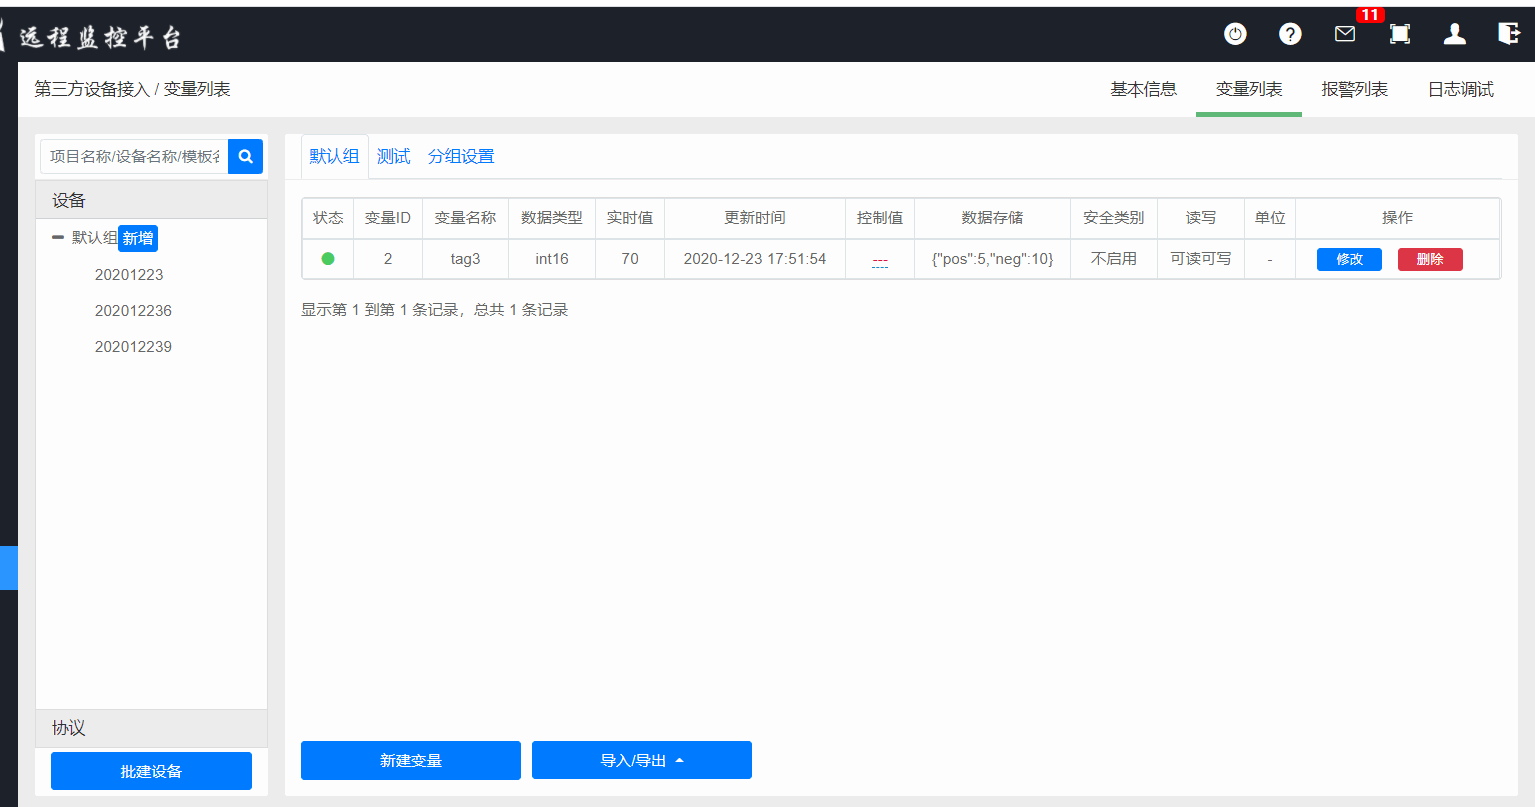 远程监控平台
11
第三方设备接入 / 变量列表
基本信息 变量列表 报警列表 日志调试
项目名称/设备名称/模板名
设备
默认组 新增
20201223
202012236
202012239
协议
批建设备
默认组 测试 分组设置
状态 变量ID 变量名称 数据类型 实时值 更新时间 控制值 数据存储 安全类别 读写 单位 操作
2 tag3 int16 70 2020-12-23 17:51:54 --- {"pos":5,"neg":10} 不启用 可读可写 - 修改 删除
显示第 1 到第 1 条记录，总共 1 条记录
新建变量 导入/导出